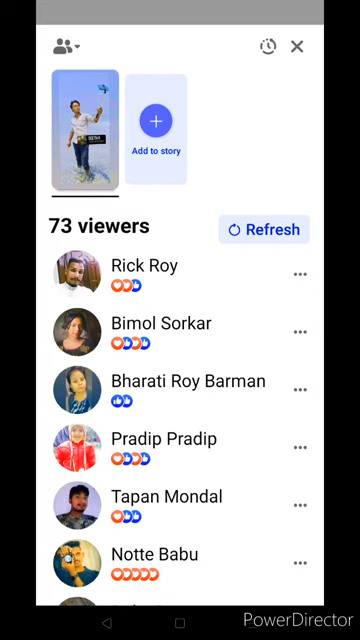 Add to story
73 viewers
Refresh
Rick Roy
Bimol Sorkar
Bharati Roy Barman
Pradip Pradip
Tapan Mondal
Notte Babu
PowerDirector